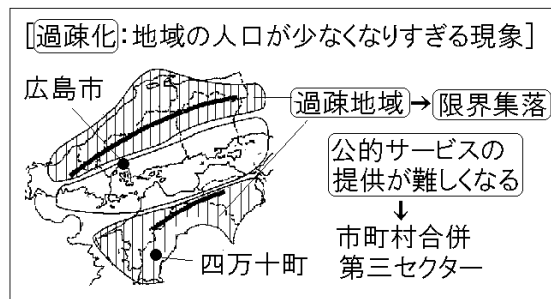 [過疎化:地域の人口が少なくなりすぎる現象]
広島市
過疎地域→限界集落
公的サービスの
提供が難しくなる
↓
市町村合併
第三セクター
四万十町